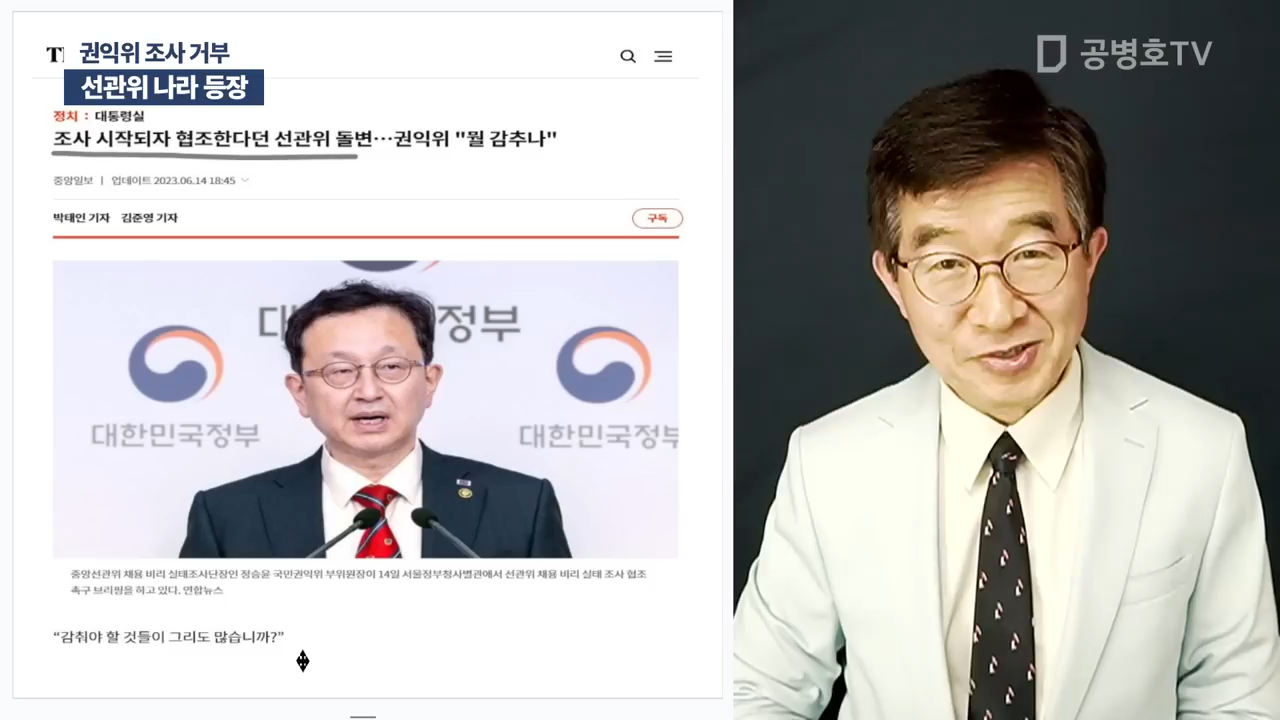 권익위 조사 거부
선관위 나라 등장
정치 : 대통령실
조사 시작되자 협조한다던 선관위 돌변…권익위 "뭘 감추나"
중앙일보 | 업데이트 2023.06.14 18:45
박태인 기자 김준영 기자
구독
대한민국정부
대한민국정부
중앙선관위 채용 비리 실태조사단장인 정승윤 국민권익위 부위원장이 14일 서울정부청사별관에서 선관위 채용 비리 실태 조사 협조
촉구 브리핑을 하고 있다. 연합뉴스
“감춰야 할 것들이 그리도 많습니까?”
공병호TV